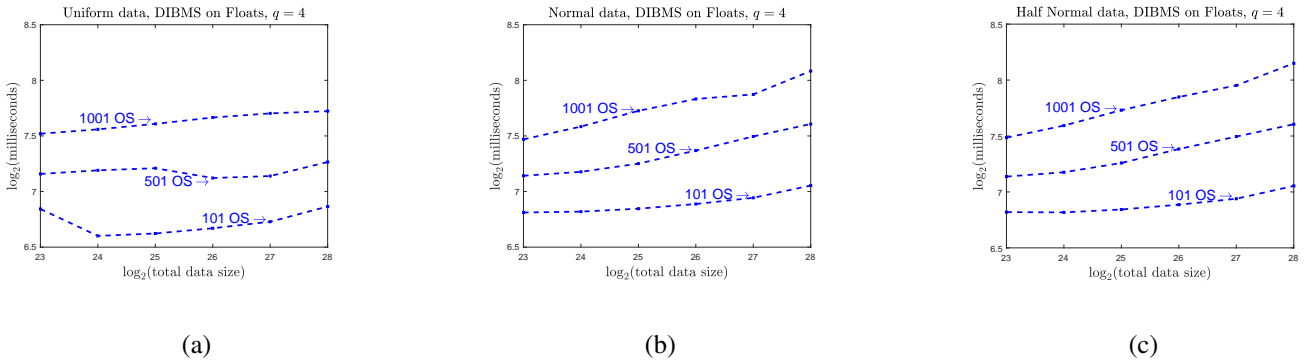 Uniform data, DIBMS on Floats, q = 4
8.5
8
7.5
7
6.5
log₂(milliseconds)
1001 OS→
501 OS→
101 OS→
23 24 25 26 27 28
log₂(total data size)
(a)
Normal data, DIBMS on Floats, q = 4
8.5
8
7.5
7
6.5
log₂(milliseconds)
1001 OS→
501 OS→
101 OS→
23 24 25 26 27 28
log₂(total data size)
(b)
Half Normal data, DIBMS on Floats, q = 4
8.5
8
7.5
7
6.5
log₂(milliseconds)
1001 OS→
501 OS→
101 OS→
23 24 25 26 27 28
log₂(total data size)
(c)